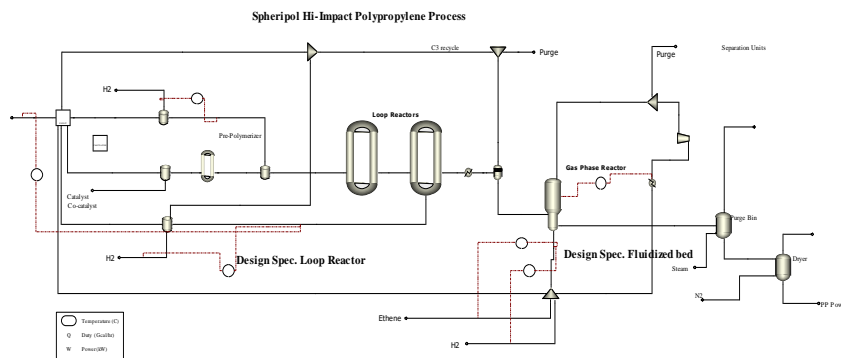 Spheripol Hi-Impact Polypropylene Process
C3 recycle
Purge
Purge
Separation Units
H2
Pre-Polymerizer
Loop Reactors
Gas Phase Reactor
Catalyst
Co-catalyst
H2
Design Spec. Loop Reactor
Design Spec. Fluidized bed
Purge Bin
Steam
Dryer
N2
PP Pow
Ethene
H2
Temperature (C)
Q Duty (Gcal/hr)
W Power(kW)